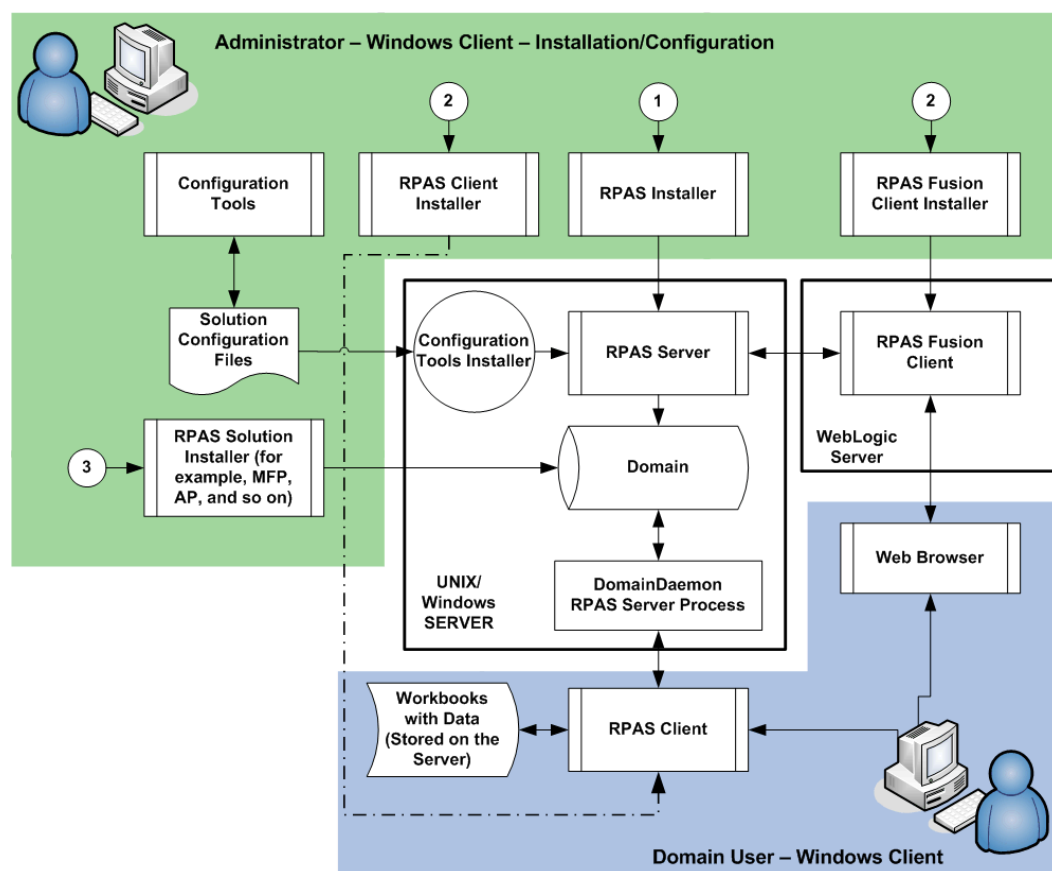 Administrator – Windows Client – Installation/Configuration
2
1
2
Configuration
Tools
RPAS Client
Installer
RPAS Installer
RPAS Fusion
Client Installer
Solution
Configuration
Files
Configuration
Tools Installer
RPAS Server
RPAS Fusion
Client
WebLogic
Server
3
RPAS Solution
Installer (for
example, MFP,
AP, and so on)
Domain
UNIX/
Windows
SERVER
DomainDaemon
RPAS Server Process
Web Browser
Workbooks
with Data
(Stored on the
Server)
RPAS Client
Domain User – Windows Client